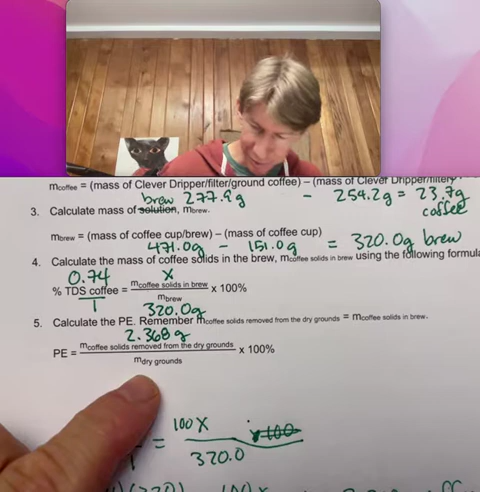 mcoffee = (mass of Clever Dripper/filter/ground coffee) – (mass of Clever Dripper/filter)
277.9g - 254.2g = 23.7g
brew coffee
3. Calculate mass of solution, mbrew.
mbrew = (mass of coffee cup/brew) – (mass of coffee cup)
471.0g - 151.0g = 320.0g brew
4. Calculate the mass of coffee solids in the brew, mcoffee solids in brew using the following formula
0.74 x
% TDS coffee = mcoffee solids in brew x 100%
1 mbrew
320.0g
5. Calculate the PE. Remember mcoffee solids removed from the dry grounds = mcoffee solids in brew.
2.368g
PE = mcoffee solids removed from the dry grounds x 100%
mdry grounds
= 100X
320.0